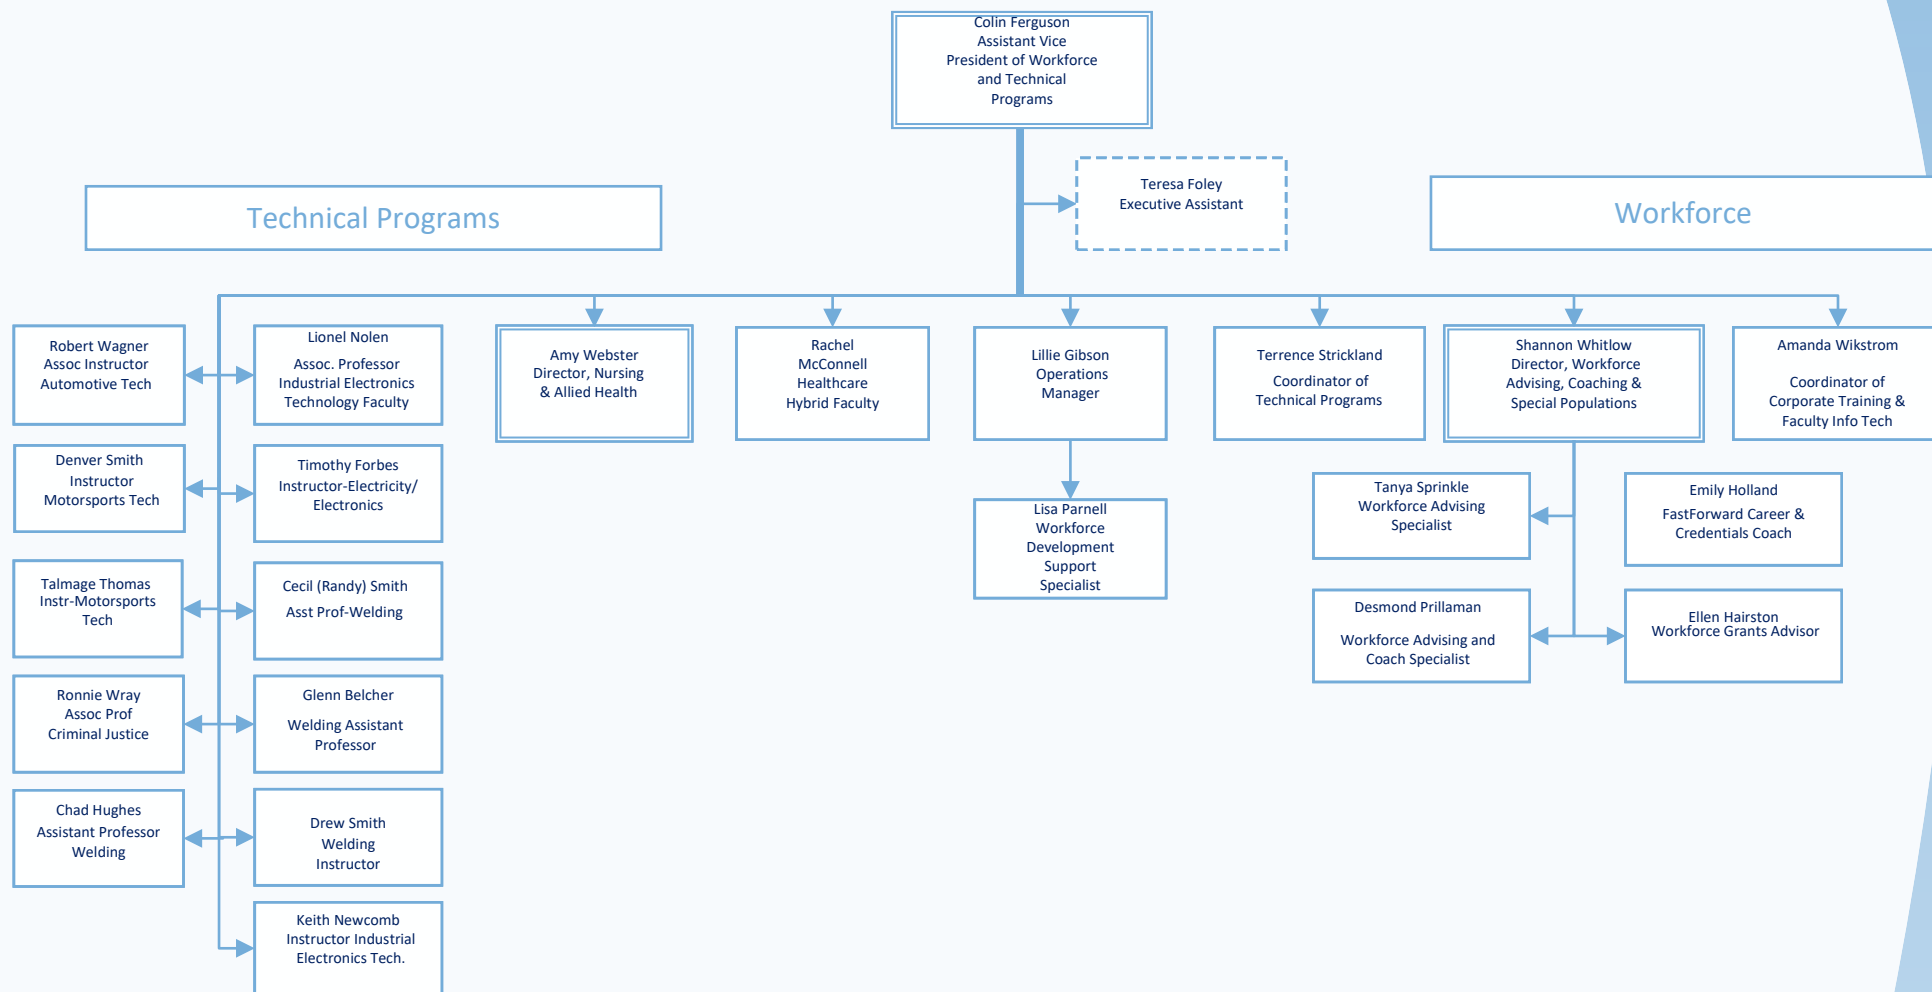 Colin Ferguson
Assistant Vice
President of Workforce
and Technical
Programs
Teresa Foley
Executive Assistant
Technical Programs
Workforce
Robert Wagner
Assoc Instructor
Automotive Tech
Lionel Nolen
Assoc. Professor
Industrial Electronics
Technology Faculty
Amy Webster
Director, Nursing
& Allied Health
Rachel
McConnell
Healthcare
Hybrid Faculty
Lillie Gibson
Operations
Manager
Terrence Strickland
Coordinator of
Technical Programs
Shannon Whitlow
Director, Workforce
Advising, Coaching &
Special Populations
Amanda Wikstrom
Coordinator of
Corporate Training &
Faculty Info Tech
Denver Smith
Instructor
Motorsports Tech
Timothy Forbes
Instructor-Electricity/
Electronics
Lisa Parnell
Workforce
Development
Support
Specialist
Tanya Sprinkle
Workforce Advising
Specialist
Emily Holland
FastForward Career &
Credentials Coach
Talmage Thomas
Instr-Motorsports
Tech
Cecil (Randy) Smith
Asst Prof-Welding
Desmond Prillaman
Workforce Advising and
Coach Specialist
Ellen Hairston
Workforce Grants Advisor
Ronnie Wray
Assoc Prof
Criminal Justice
Glenn Belcher
Welding Assistant
Professor
Chad Hughes
Assistant Professor
Welding
Drew Smith
Welding
Instructor
Keith Newcomb
Instructor Industrial
Electronics Tech.